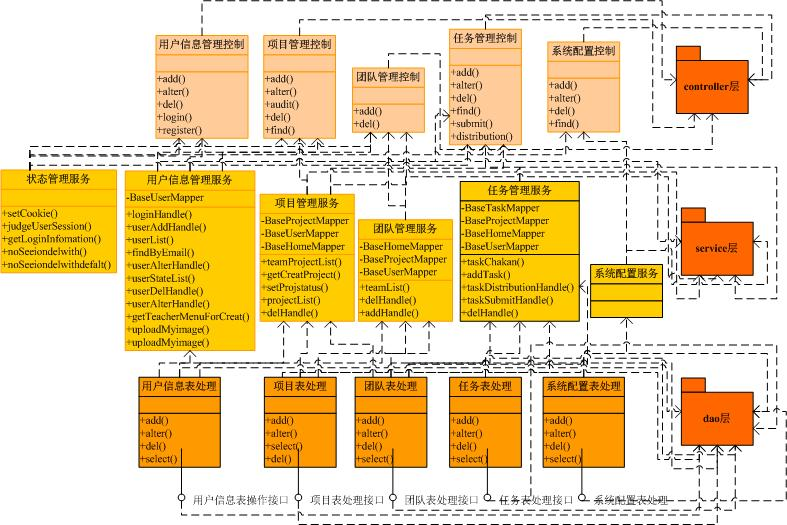 用户信息管理控制
+add()
+alter()
+del()
+login()
+register()
项目管理控制
+add()
+alter()
+audit()
+del()
+find()
团队管理控制
+add()
+del()
任务管理控制
+add()
+alter()
+del()
+find()
+submit()
+distribution()
系统配置控制
+add()
+alter()
+del()
+find()
controller层
状态管理服务
+setCookie()
+judgeUserSession()
+getLoginInfomation()
+noSeeiondelwith()
+noSeeiondelwithdefalt()
用户信息管理服务
-BaseUserMapper
+loginHandle()
+userAddHandle()
+userList()
+findByEmail()
+userAlterHandle()
+userStateList()
+userDelHandle()
+userAlterHandle()
+getTeacherMenuForCreat()
+uploadMyimage()
+uploadMyimage()
项目管理服务
-BaseProjectMapper
-BaseUserMapper
-BaseHomeMapper
+teamProjectList()
+getCreatProject()
+setProjstatus()
+projectList()
+delHandle()
团队管理服务
-BaseHomeMapper
-BaseProjectMapper
-BaseUserMapper
+teamList()
+delHandle()
+addHandle()
任务管理服务
-BaseTaskMapper
-BaseProjectMapper
-BaseHomeMapper
-BaseUserMapper
+taskChakan()
+addTask()
+taskDistributionHandle()
+taskSubmitHandle()
+delHandle()
系统配置服务
service层
用户信息表处理
+add()
+alter()
+del()
+select()
项目表处理
+add()
+alter()
+select()
+del()
团队表处理
+add()
+alter()
+del()
+select()
任务表处理
+add()
+alter()
+del()
+select()
系统配置表处理
+add()
+alter()
+del()
+select()
dao层
用户信息表操作接口
项目表处理接口
团队表处理接口
任务表处理接口
系统配置表处理